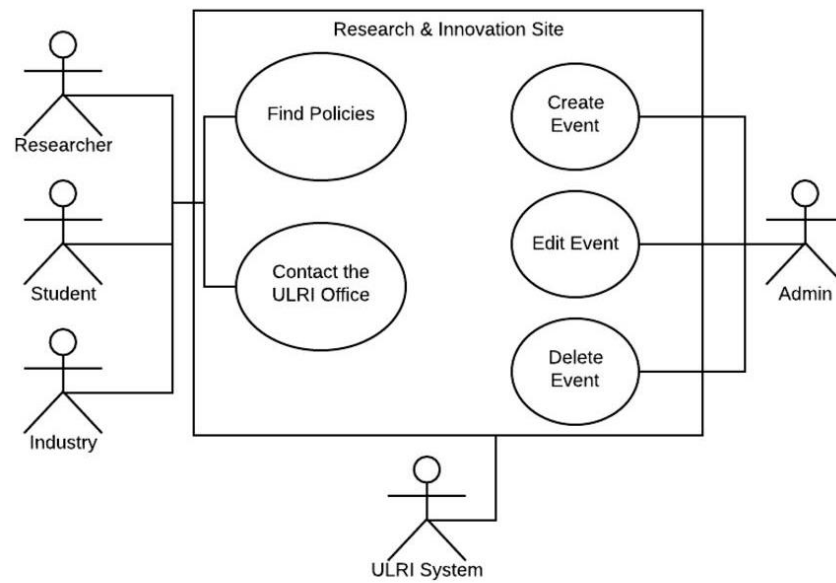 Research & Innovation Site
Researcher
Student
Industry
Find Policies
Contact the
ULRI Office
Create
Event
Edit Event
Delete
Event
Admin
ULRI System